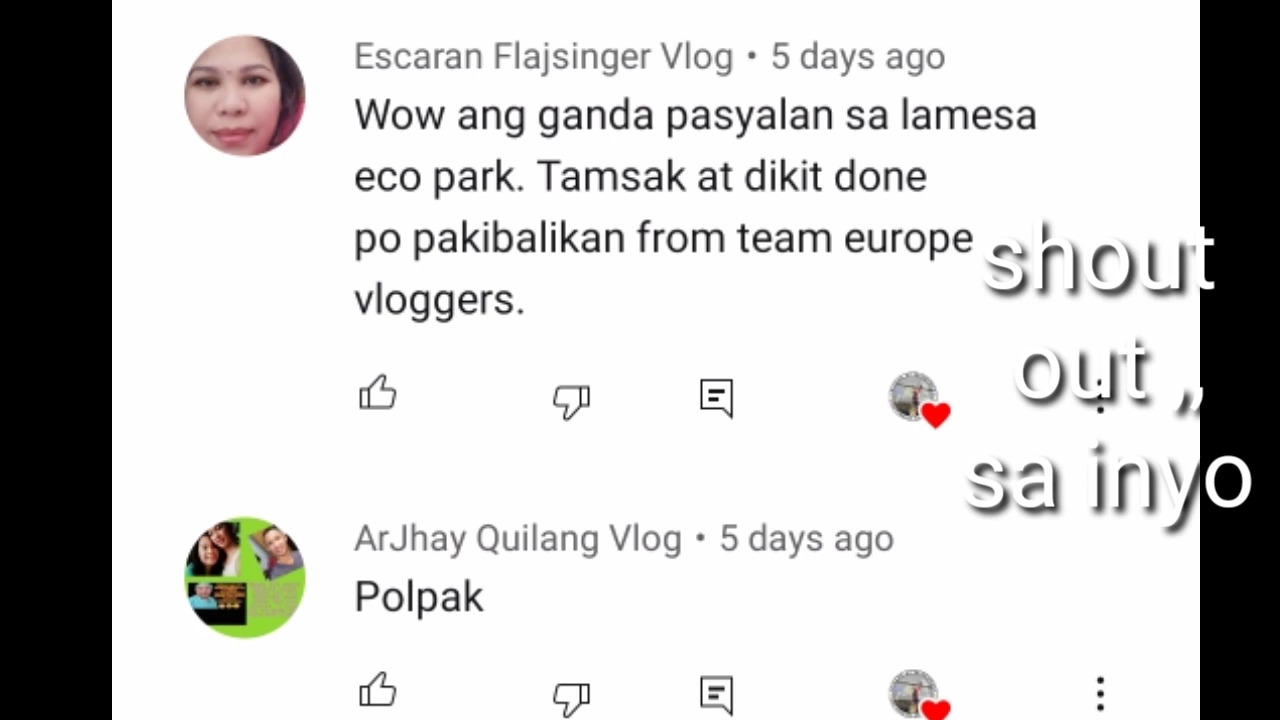 Escaran Flajsinger Vlog • 5 days ago
Wow ang ganda pasyalan sa lamesa
eco park. Tamsak at dikit done
po pakibalikan from team europe
vloggers.
shout
out ,,
sa inyo
ArJhay Quilang Vlog • 5 days ago
Polpak